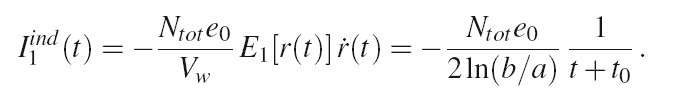 I_1^{ind}(t) = -\frac{N_{tot}e_0}{V_w} E_1[r(t)] \dot{r}(t) = -\frac{N_{tot}e_0}{2\ln(b/a)} \frac{1}{t+t_0}.